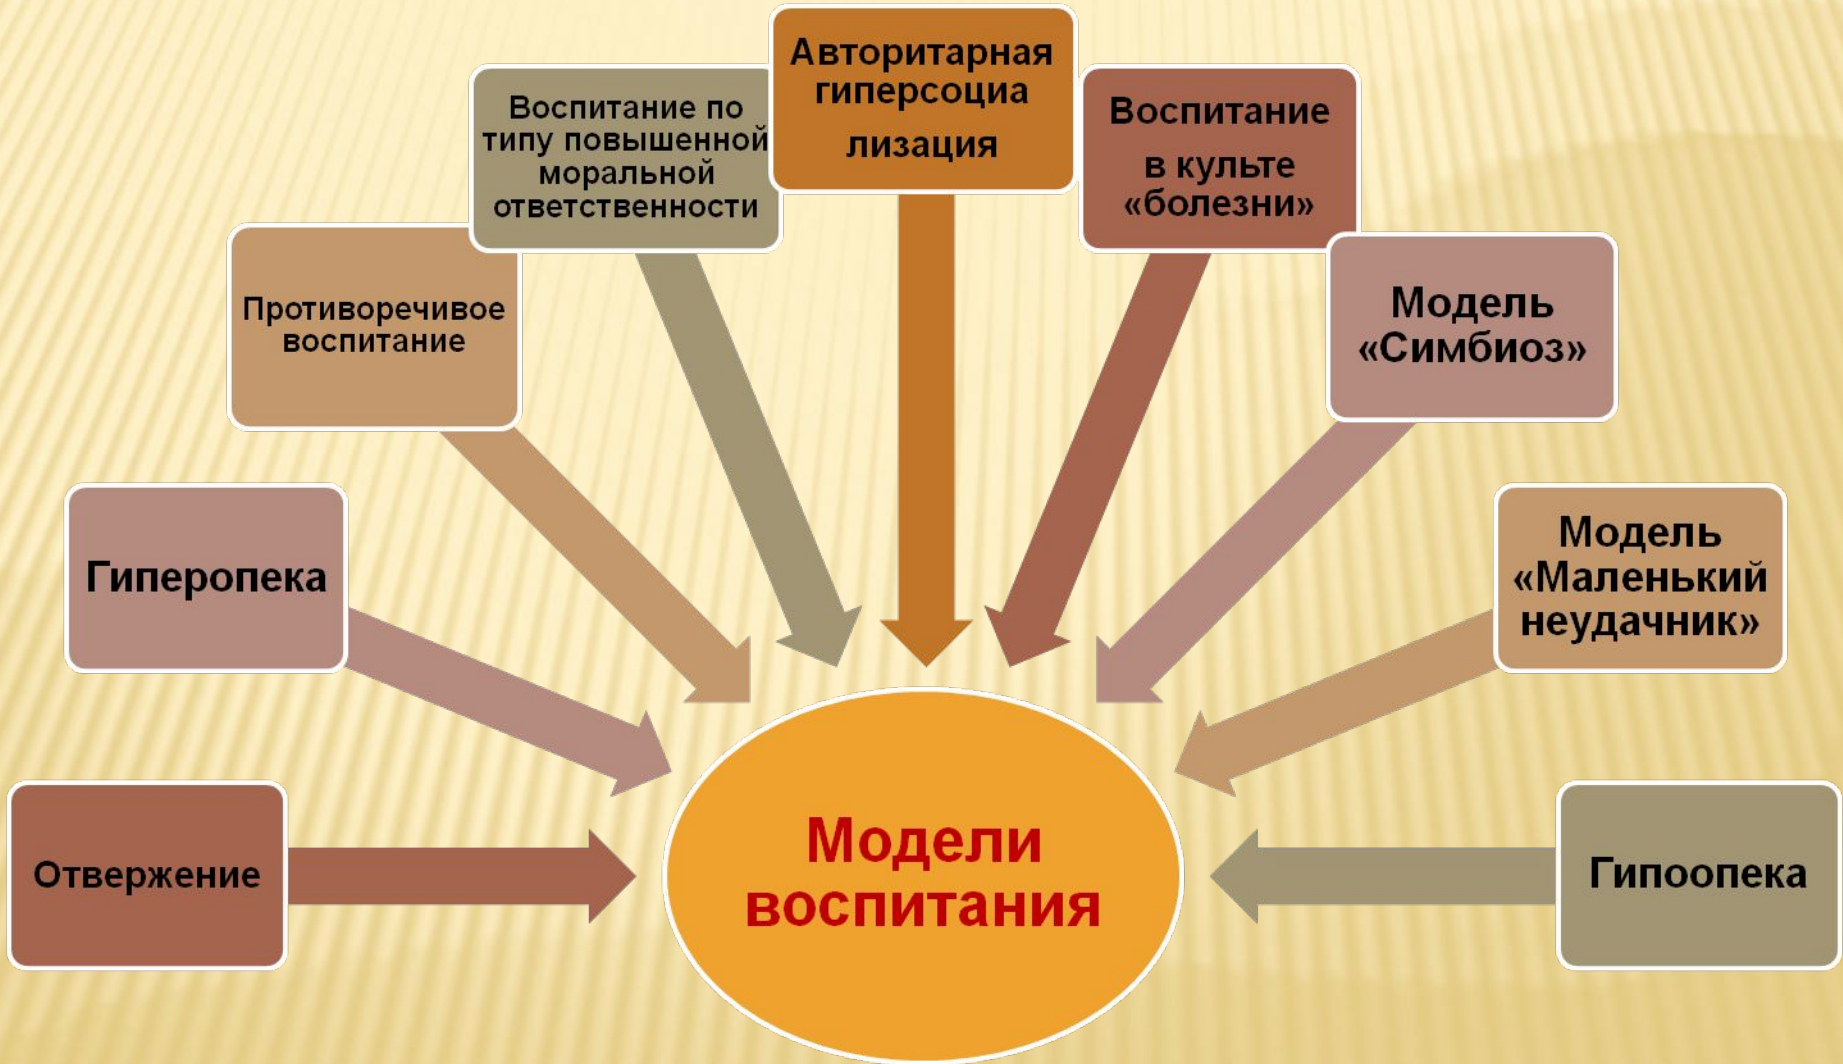 Авторитарная
гиперсоциа
лизация
Воспитание по
типу повышенной
моральной
ответственности
Воспитание
в культе
«болезни»
Противоречивое
воспитание
Модель
«Симбиоз»
Гиперопека
Модель
«Маленький
неудачник»
Отвержение
Гипоопека
Модели
воспитания